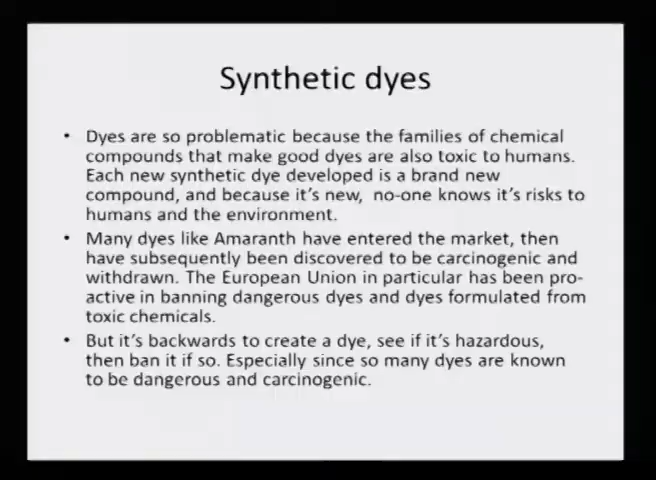 Synthetic dyes
• Dyes are so problematic because the families of chemical
compounds that make good dyes are also toxic to humans.
Each new synthetic dye developed is a brand new
compound, and because it's new,  no-one knows it's risks to
humans and the environment.
• Many dyes like Amaranth have entered the market, then
have subsequently been discovered to be carcinogenic and
withdrawn. The European Union in particular has been pro-
active in banning dangerous dyes and dyes formulated from
toxic chemicals.
• But it's backwards to create a dye, see if it's hazardous,
then ban it if so. Especially since so many dyes are known
to be dangerous and carcinogenic.